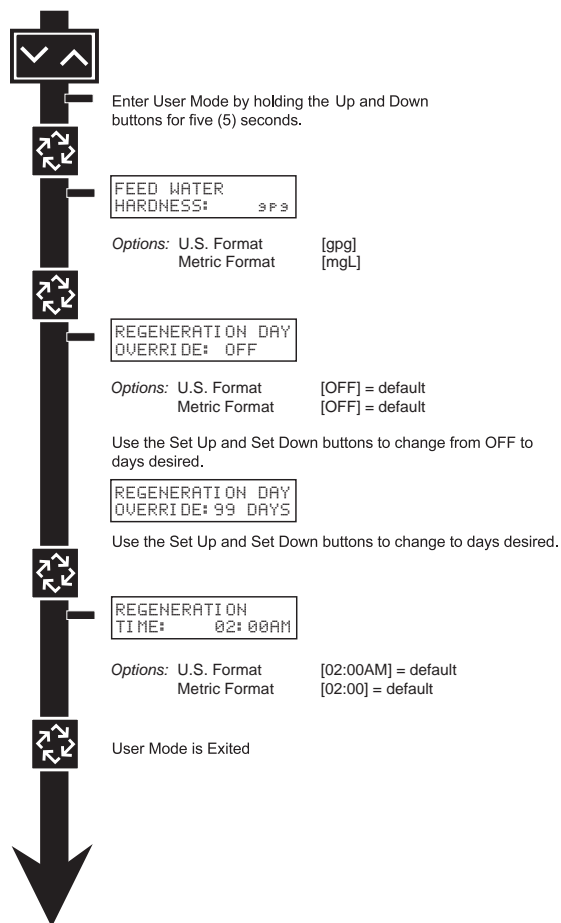 Enter User Mode by holding the Up and Down
buttons for five (5) seconds.
FEED WATER
HARDNESS: gpg
Options: U.S. Format [gpg]
Metric Format [mgL]
REGENERATION DAY
OVERRIDE: OFF
Options: U.S. Format [OFF] = default
Metric Format [OFF] = default
Use the Set Up and Set Down buttons to change from OFF to
days desired.
REGENERATION DAY
OVERRIDE: 99 DAYS
Use the Set Up and Set Down buttons to change to days desired.
REGENERATION
TIME: 02:00AM
Options: U.S. Format [02:00AM] = default
Metric Format [02:00] = default
User Mode is Exited